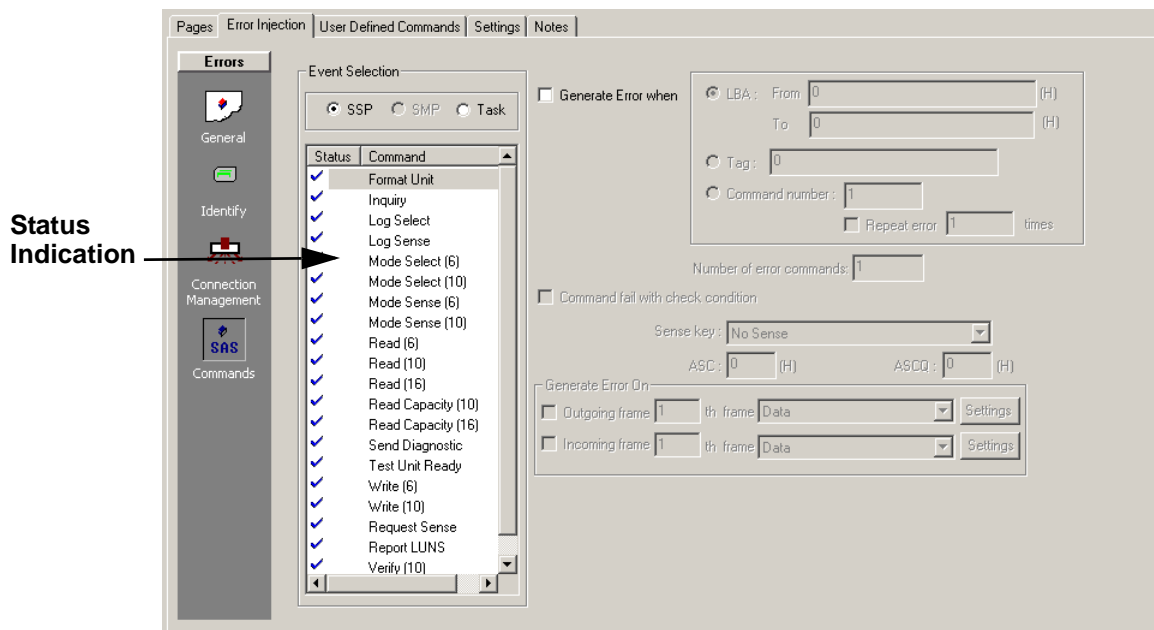 Pages Error Injection User Defined Commands Settings Notes
Errors
General
Identify
Connection
Management
SAS
Commands
Status
Indication
Event Selection
SSP SMP Task
Status Command
Format Unit
Inquiry
Log Select
Log Sense
Mode Select (6)
Mode Select (10)
Mode Sense (6)
Mode Sense (10)
Read (6)
Read (10)
Read (16)
Read Capacity (10)
Read Capacity (16)
Send Diagnostic
Test Unit Ready
Write (6)
Write (10)
Request Sense
Report LUNS
Verify (10)
Generate Error when
LBA : From 0 (H)
To 0 (H)
Tag : 0
Command number : 1
Repeat error 1 times
Number of error commands: 1
Command fail with check condition
Sense key : No Sense
ASC : 0 (H) ASCQ : 0 (H)
Generate Error On
Outgoing frame 1 th frame Data Settings
Incoming frame 1 th frame Data Settings